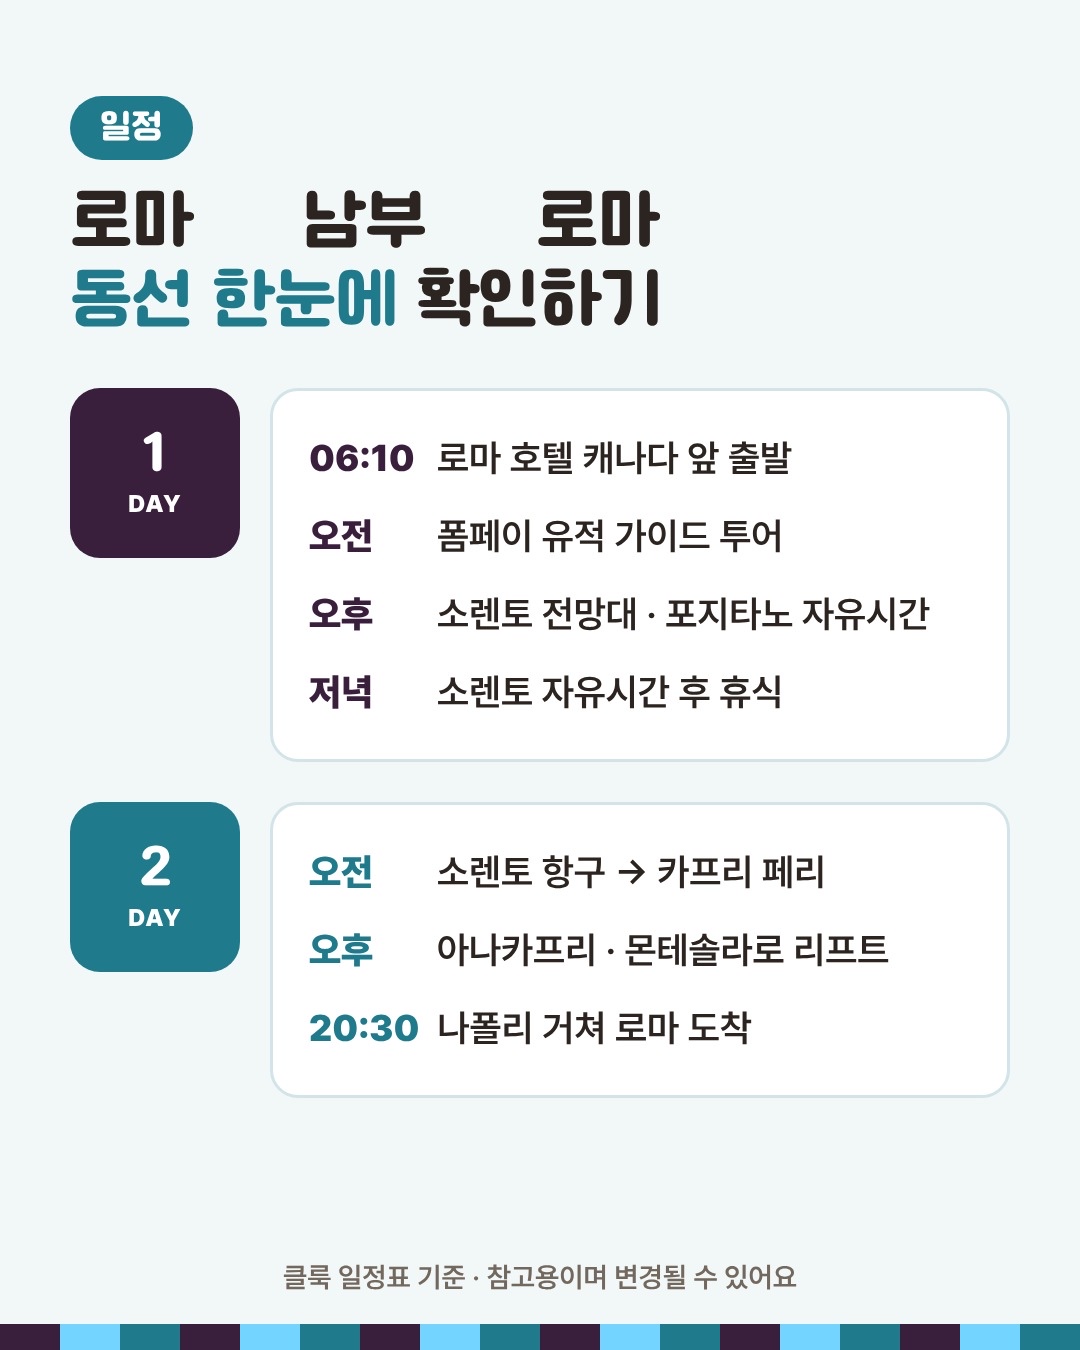 일정
로마 남부 로마
동선 한눈에 확인하기
1
DAY
06:10 로마 호텔 캐나다 앞 출발
오전 폼페이 유적 가이드 투어
오후 소렌토 전망대 · 포지타노 자유시간
저녁 소렌토 자유시간 후 휴식
2
DAY
오전 소렌토 항구 → 카프리 페리
오후 아나카프리 · 몬테솔라로 리프트
20:30 나폴리 거쳐 로마 도착
클룩 일정표 기준 · 참고용이며 변경될 수 있어요